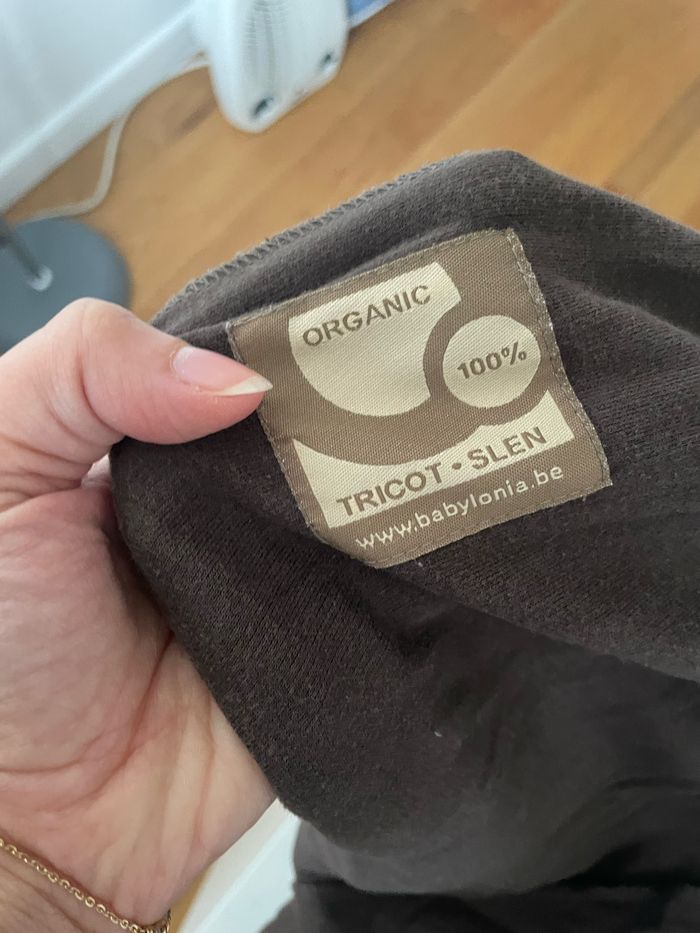 ORGANIC
100%
TRICOT • SLEN
www.babylonia.be